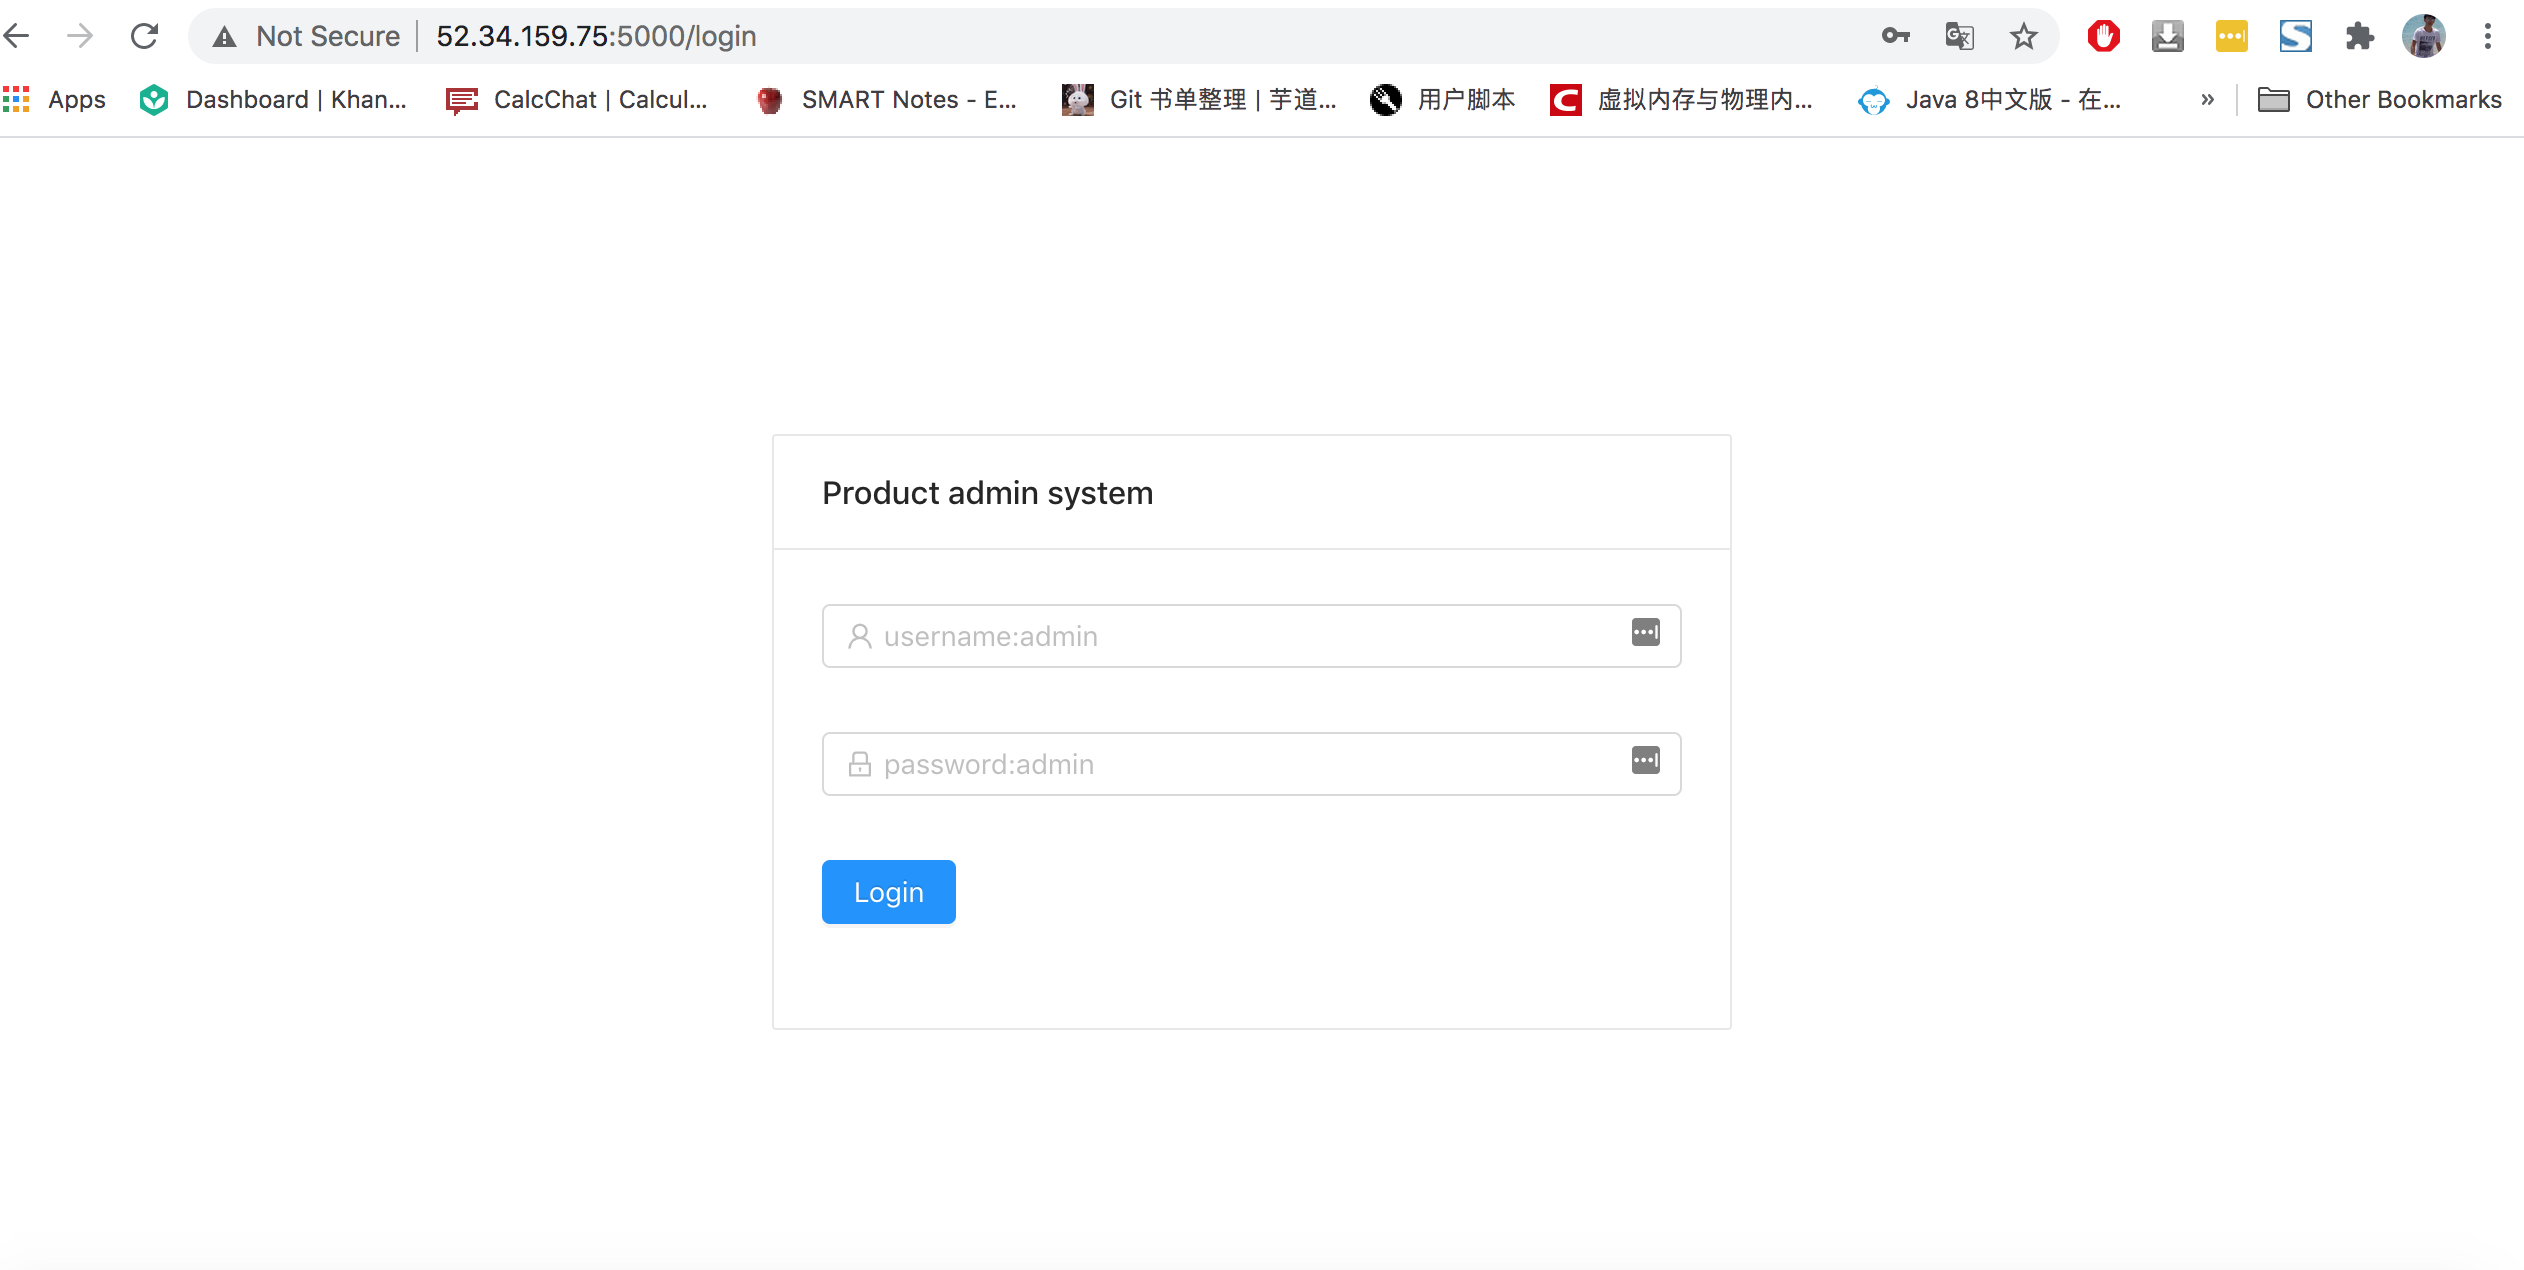 Not Secure | 52.34.159.75:5000/login
Apps Dashboard | Khan... CalcChat | Calcul... SMART Notes - E... Git 书单整理 | 芋道... 用户脚本 虚拟内存与物理内... Java 8中文版 - 在... » Other Bookmarks
Product admin system
username:admin
password:admin
Login